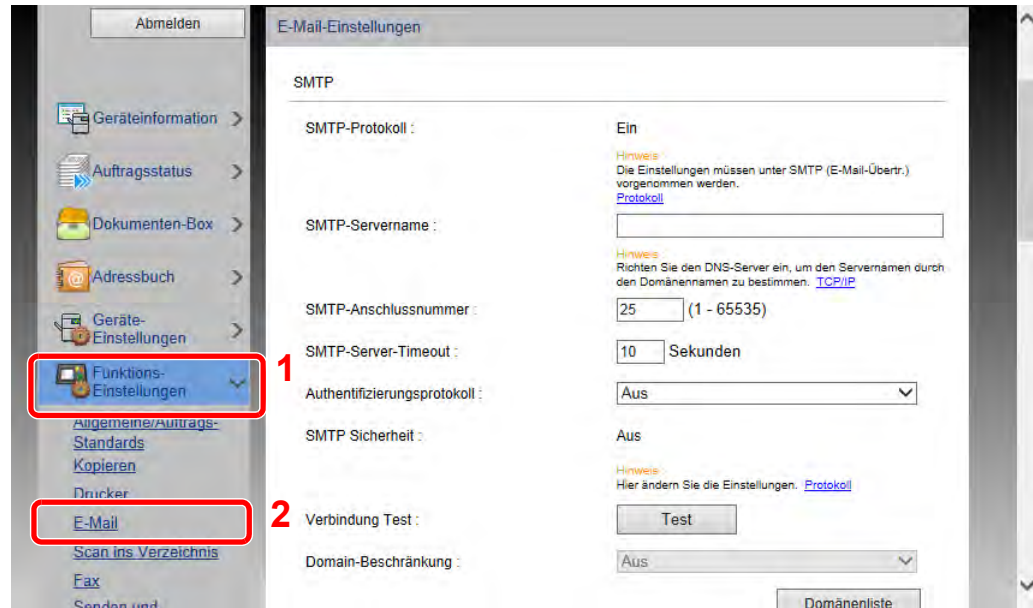 Abmelden
E-Mail-Einstellungen
SMTP
Geräteinformation
Auftragsstatus
Dokumenten-Box
Adressbuch
Geräte-
Einstellungen
Funktions-
Einstellungen
1
Allgemeine/Auftrags-
Standards
Kopieren
Drucker
E-Mail
2
Scan ins Verzeichnis
Fax
Senden und
SMTP-Protokoll :
Ein
Hinweis
Die Einstellungen müssen unter SMTP (E-Mail-Übertr.)
vorgenommen werden.
Protokoll
SMTP-Servername :
Hinweis
Richten Sie den DNS-Server ein, um den Servernamen durch
den Domänennamen zu bestimmen. TCP/IP
SMTP-Anschlussnummer :
25 (1 - 65535)
SMTP-Server-Timeout :
10 Sekunden
Authentifizierungsprotokoll :
Aus
SMTP Sicherheit :
Aus
Hinweis
Hier ändern Sie die Einstellungen. Protokoll
Verbindung Test :
Test
Domain-Beschränkung :
Aus
Domänenliste